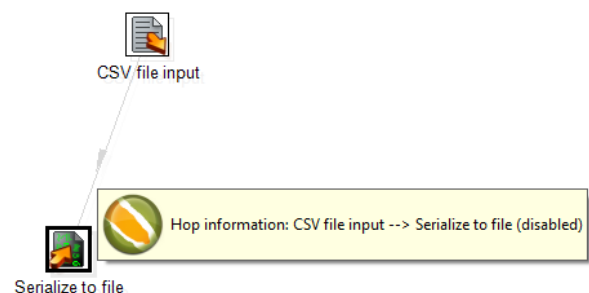 CSV file input
Hop information: CSV file input --> Serialize to file (disabled)
Serialize to file